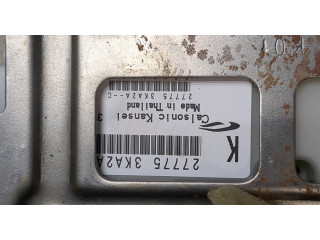 27775 3KA2A
K
Calsonic Kansei
3
Made in Thailand
27775 3KA2A--C